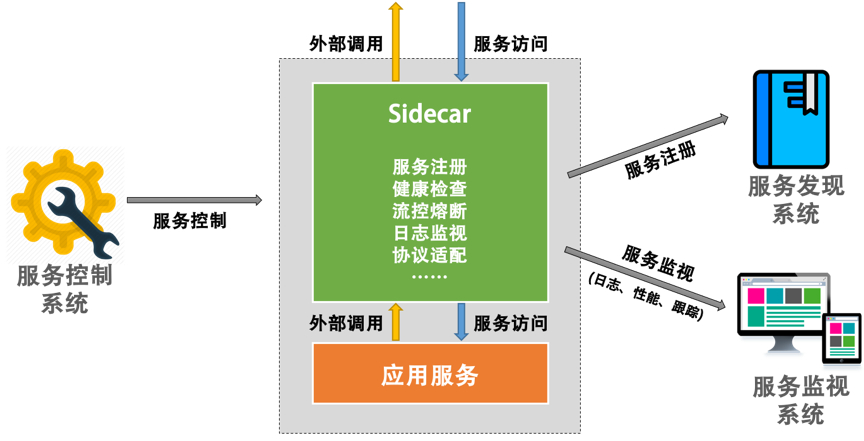 外部调用
服务访问
Sidecar
服务注册
健康检查
流控熔断
日志监视
协议适配
……
外部调用
服务访问
应用服务
服务控制
服务控制
系统
服务注册
服务发现
系统
服务监视
(日志、性能、跟踪)
服务监视
系统